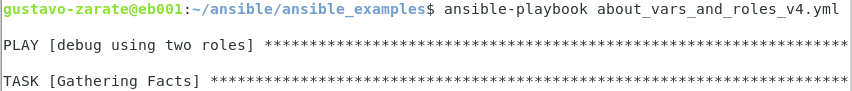 gustavo-zarate@eb001:~/ansible/ansible_examples$ ansible-playbook about_vars_and_roles_v4.yml
PLAY [debug using two roles] *****************************************************************
TASK [Gathering Facts] ***********************************************************************